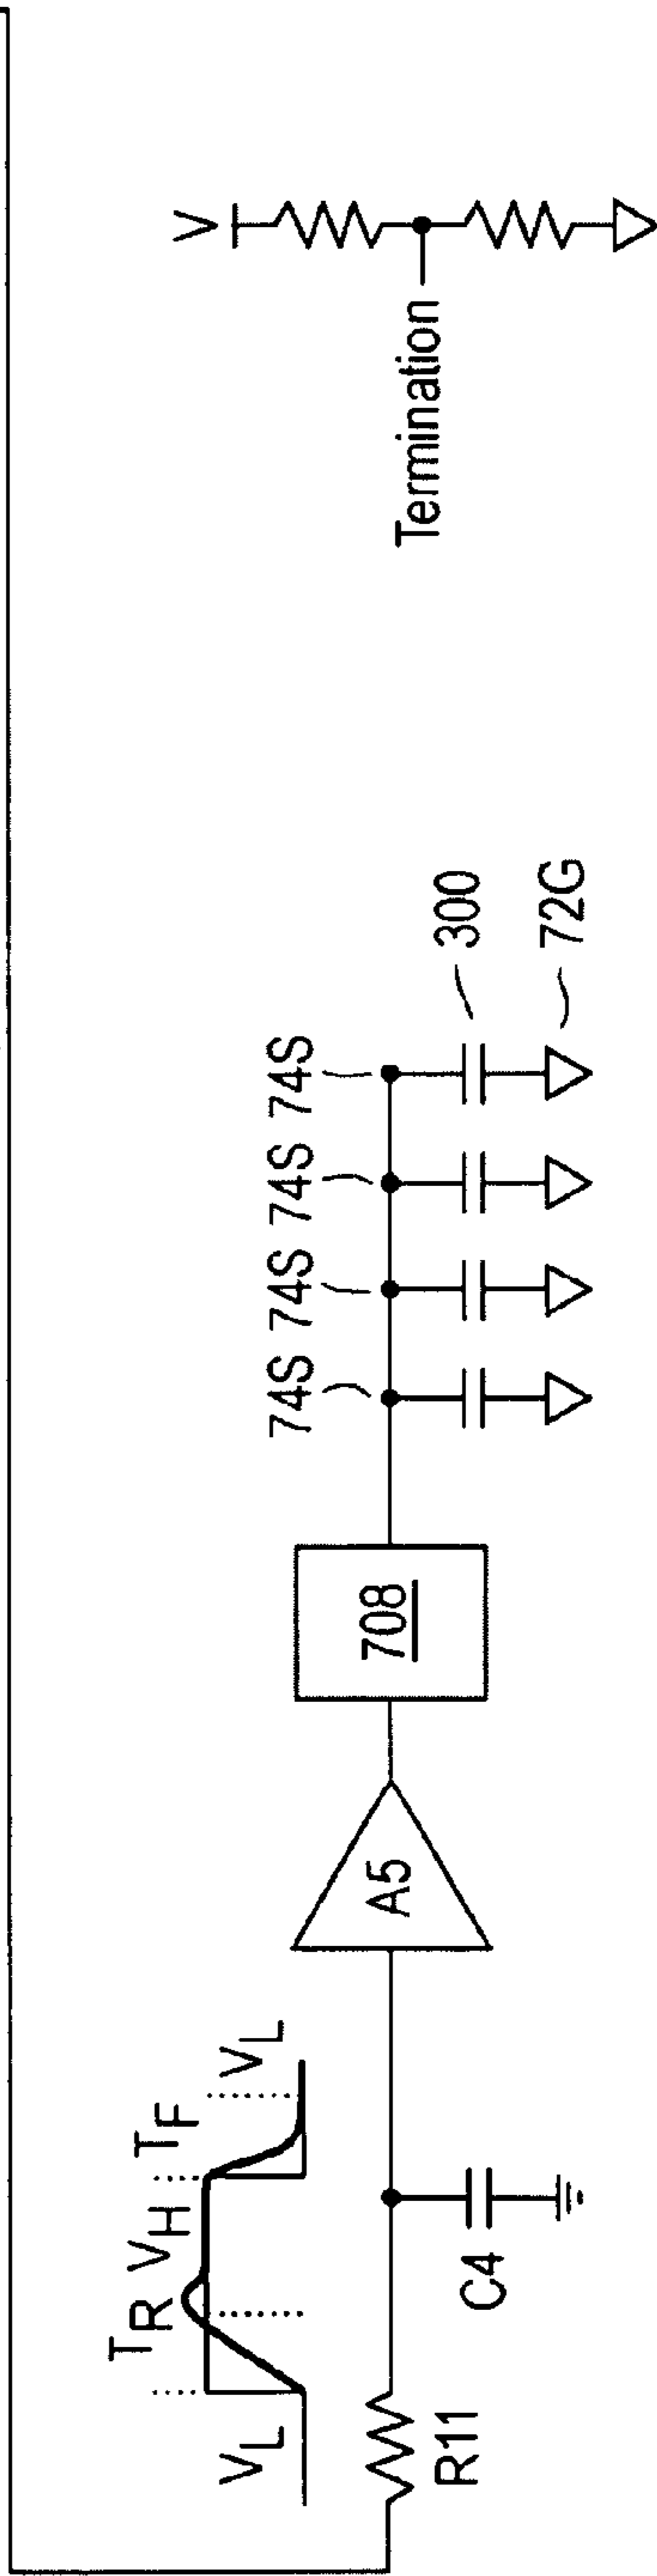 V
Termination
74S 74S 74S 74S
300
72G
708
A5
V_L T_R V_H T_F V_L
R11
C4